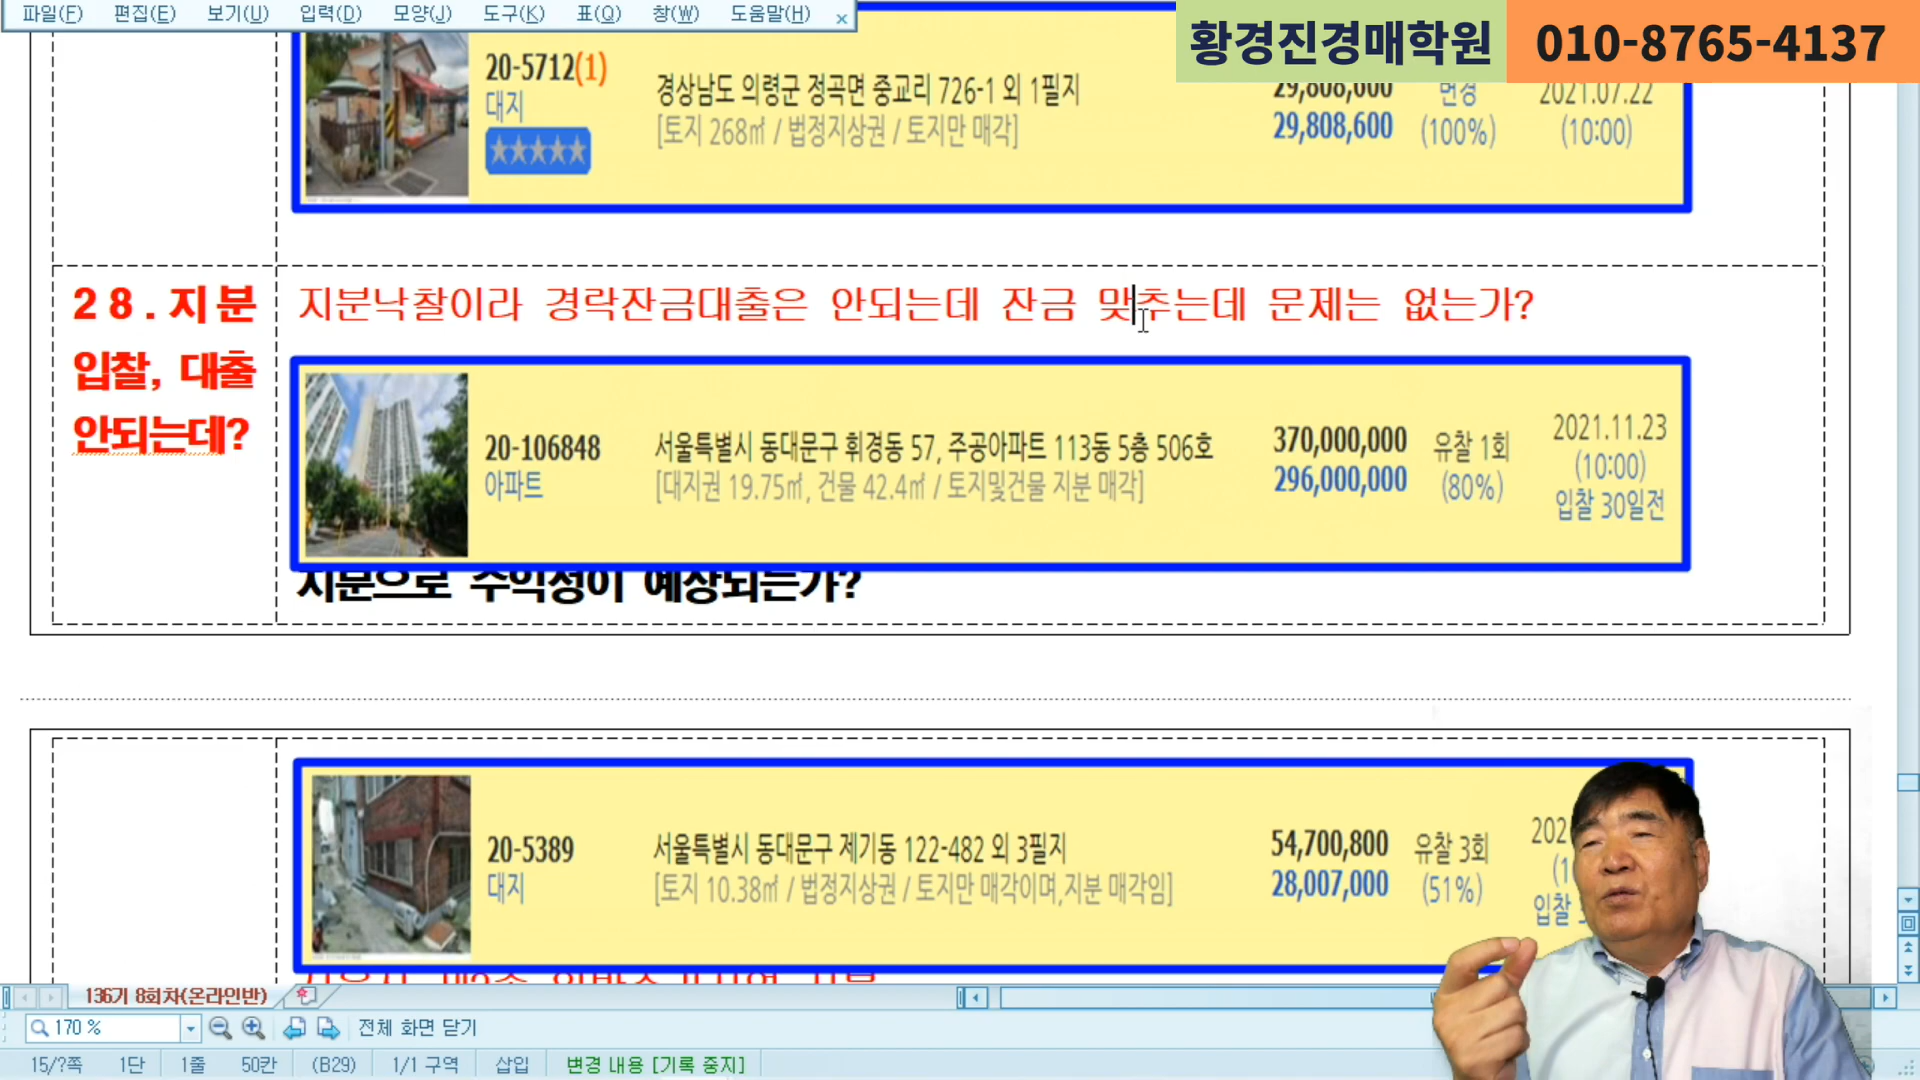 파일(F) 편집(E) 보기(U) 입력(D) 모양(J) 도구(K) 표(Q) 창(W) 도움말(H)
황경진경매학원 010-8765-4137
20-5712(1)
대지
경상남도 의령군 정곡면 중교리 726-1 외 1필지
[토지 268㎡ / 법정지상권 / 토지만 매각]
29,808,600 변경 2021.07.22
29,808,600 (100%) (10:00)
28.지분
입찰, 대출
안되는데?
지분낙찰이라 경락잔금대출은 안되는데 잔금 맞추는데 문제는 없는가?
20-106848
아파트
서울특별시 동대문구 휘경동 57, 주공아파트 113동 5층 506호
[대지권 19.75㎡, 건물 42.4㎡ / 토지및건물 지분 매각]
370,000,000
296,000,000
유찰 1회
(80%)
2021.11.23
(10:00)
입찰 30일전
지분으로 수익성이 예상되는가?
20-5389
대지
서울특별시 동대문구 제기동 122-482 외 3필지
[토지 10.38㎡ / 법정지상권 / 토지만 매각이며,지분 매각임]
54,700,800
28,007,000
유찰 3회
(51%)
202
(1
입찰
136기 8회차(온라인반)
170 %
전체 화면 닫기
15/?쪽 1단 1줄 50칸 (B29) 1/1 구역 삽입 변경 내용 [기록 중지]